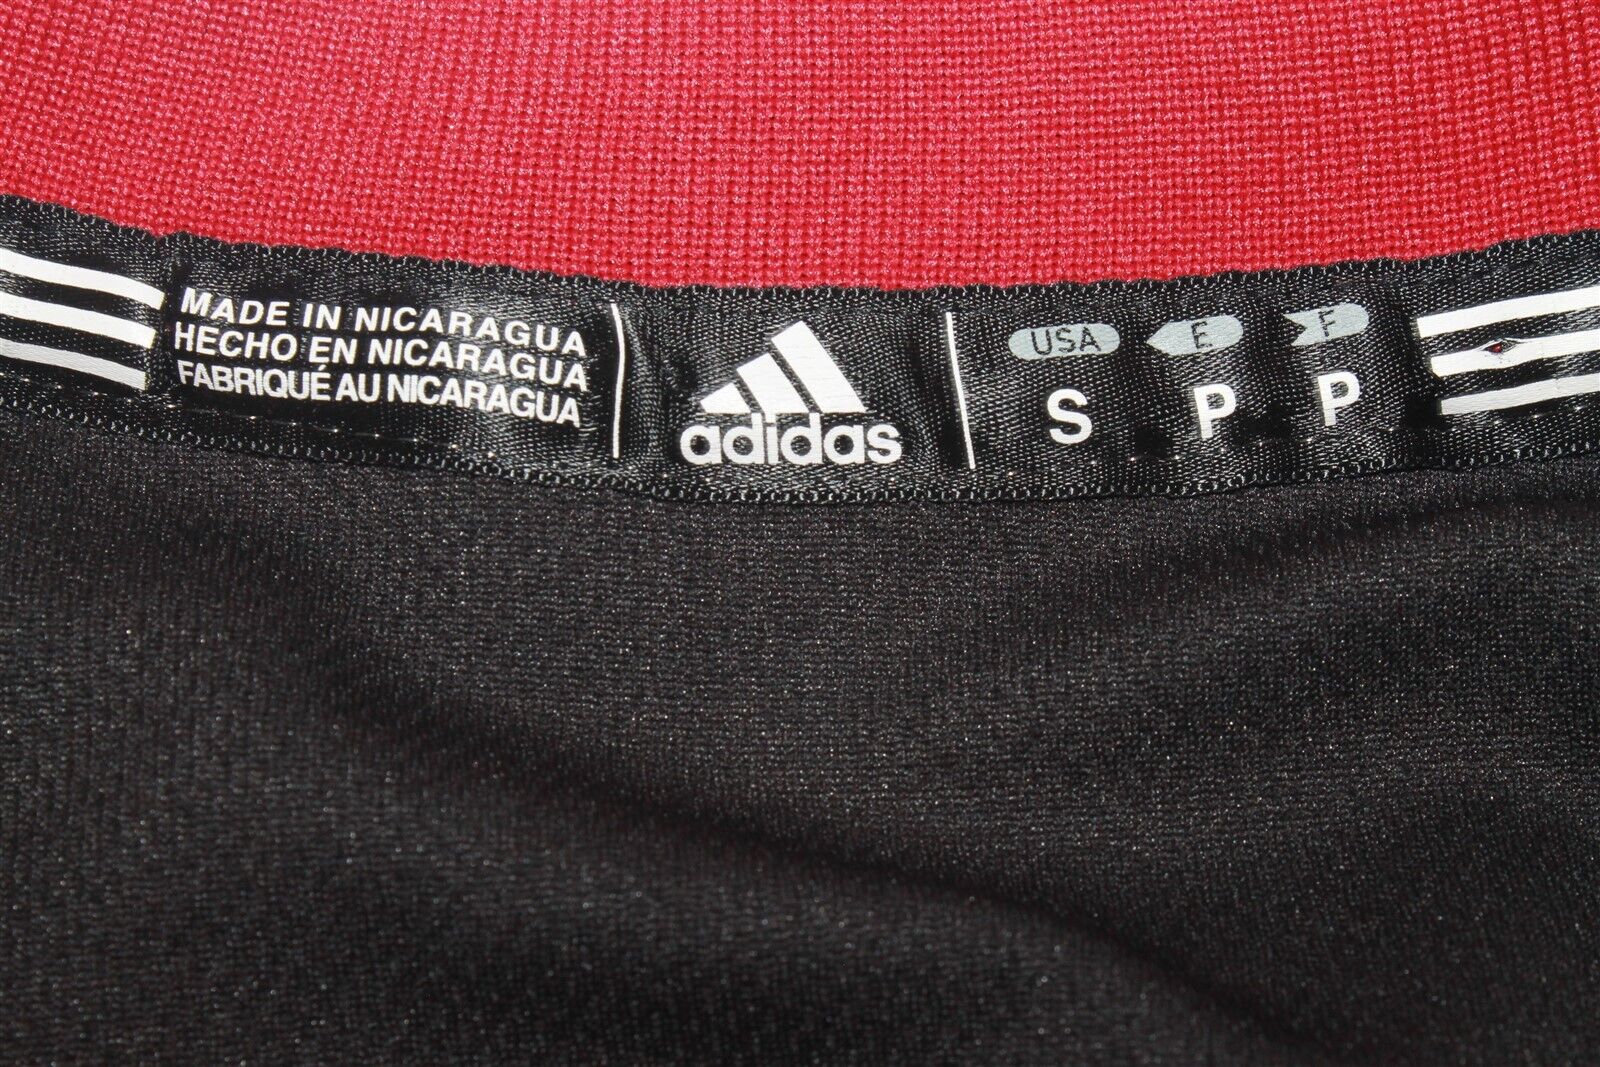 MADE IN NICARAGUA
HECHO EN NICARAGUA
FABRIQUÉ AU NICARAGUA
adidas
USA E F
S P P